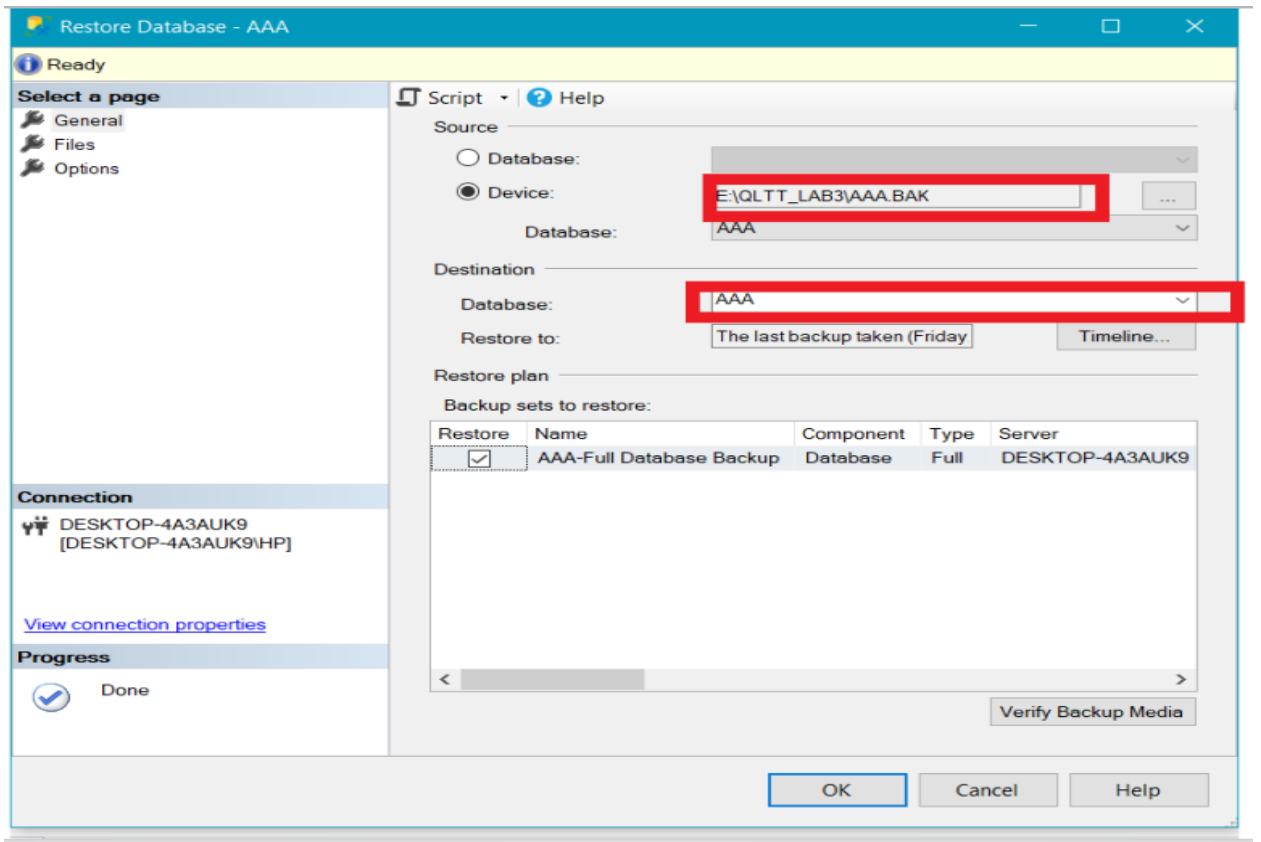 Restore Database - AAA
Ready
Select a page
General
Files
Options
Connection
DESKTOP-4A3AUK9
[DESKTOP-4A3AUK9\HP]
View connection properties
Progress
Done
Script Help
Source
Database:
Device: E:\QLTT_LAB3\AAA.BAK ...
Database: AAA
Destination
Database: AAA
Restore to: The last backup taken (Friday Timeline...
Restore plan
Backup sets to restore:
Restore Name Component Type Server
AAA-Full Database Backup Database Full DESKTOP-4A3AUK9
Verify Backup Media
OK Cancel Help